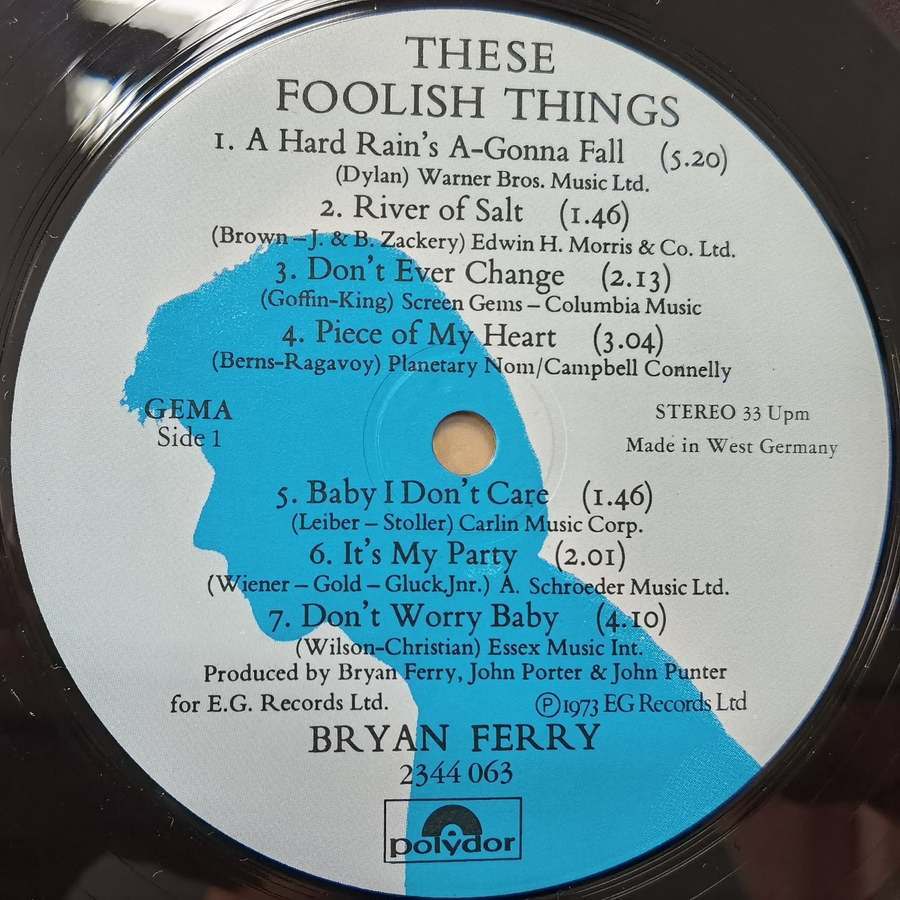 THESE
FOOLISH THINGS
1. A Hard Rain's A-Gonna Fall (5.20)
(Dylan) Warner Bros. Music Ltd.
2. River of Salt (1.46)
(Brown – J. & B. Zackery) Edwin H. Morris & Co. Ltd.
3. Don't Ever Change (2.13)
(Goffin-King) Screen Gems – Columbia Music
4. Piece of My Heart (3.04)
(Berns-Ragavoy) Planetary Nom/Campbell Connelly
GEMA
Side 1
STEREO 33 Upm
Made in West Germany
5. Baby I Don't Care (1.46)
(Leiber – Stoller) Carlin Music Corp.
6. It's My Party (2.01)
(Wiener – Gold – Gluck,Jnr.) A. Schroeder Music Ltd.
7. Don't Worry Baby (4.10)
(Wilson-Christian) Essex Music Int.
Produced by Bryan Ferry, John Porter & John Punter
for E.G. Records Ltd. ℗1973 EG Records Ltd
BRYAN FERRY
2344 063
polydor